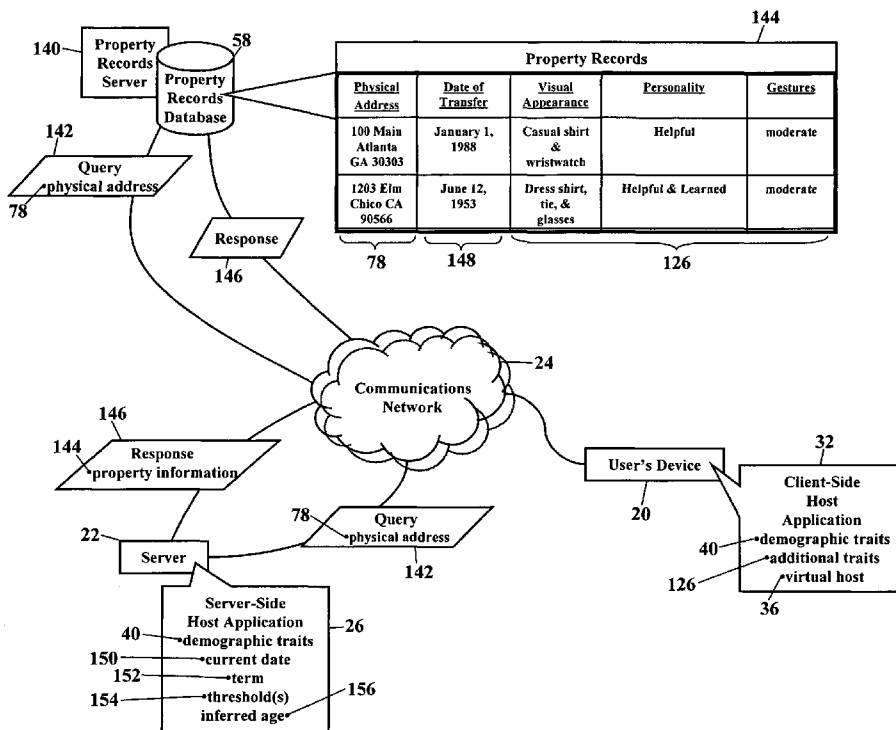 144
140
Property
Records
Server
58
Property
Records
Database
Property Records
Physical
Address
Date of
Transfer
Visual
Appearance
Personality
Gestures
100 Main
Atlanta
GA 30303
January 1,
1988
Casual shirt
&
wristwatch
Helpful
moderate
1203 Elm
Chico CA
90566
June 12,
1953
Dress shirt,
tie, &
glasses
Helpful & Learned
moderate
78
148
126
142
Query
•physical address
78
Response
146
24
Communications
Network
146
144
Response
•property information
User's Device
20
32
Client-Side
Host
Application
40
•demographic traits
•additional traits
126
•virtual host
36
78
Query
•physical address
142
22
Server
Server-Side
Host Application
26
40
•demographic traits
150
•current date
152
•term
154
•threshold(s)
156
inferred age•